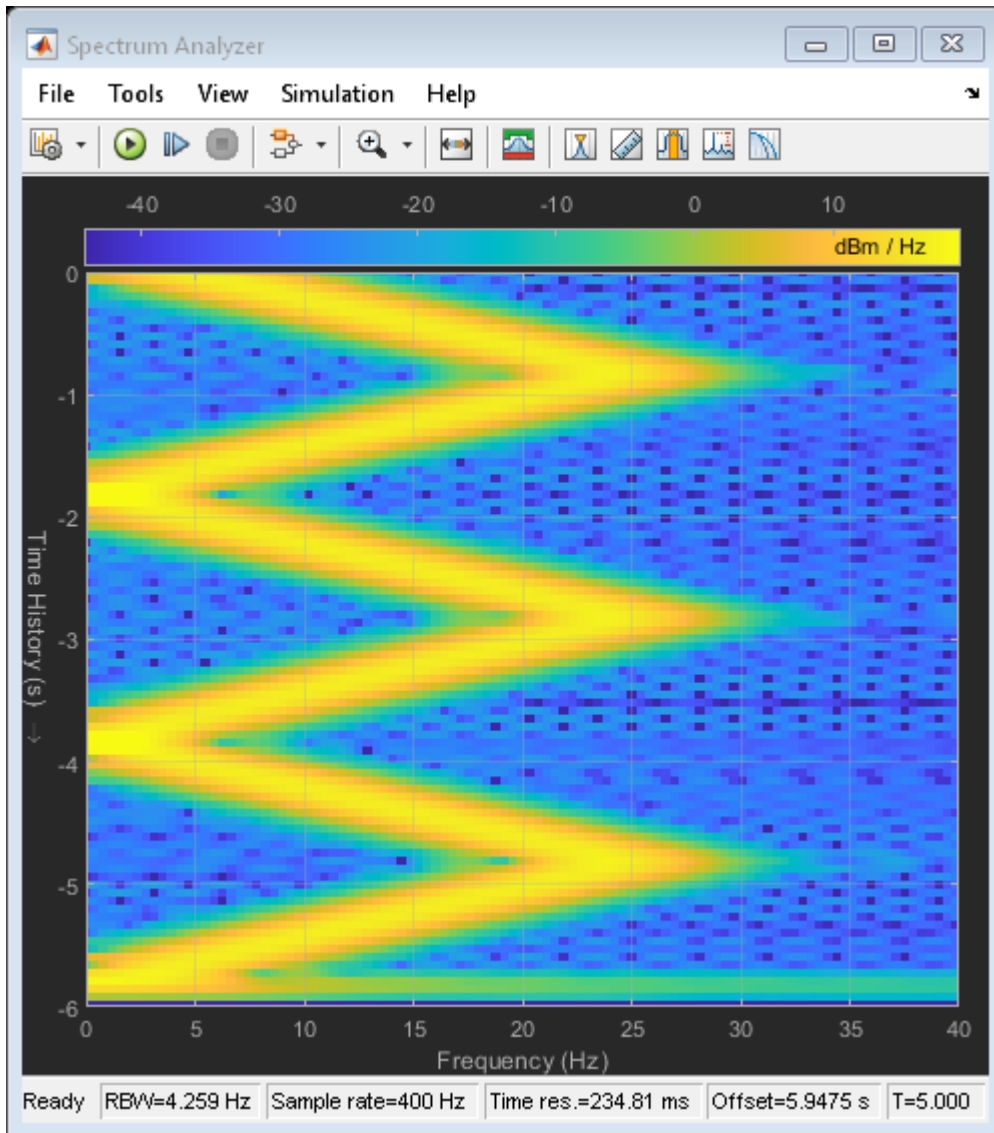 Spectrum Analyzer
File Tools View Simulation Help
-40 -30 -20 -10 0 10
dBm / Hz
0
-1
-2
-3
-4
-5
-6
Time History (s) →
0 5 10 15 20 25 30 35 40
Frequency (Hz)
Ready RBW=4.259 Hz Sample rate=400 Hz Time res.=234.81 ms Offset=5.9475 s T=5.000